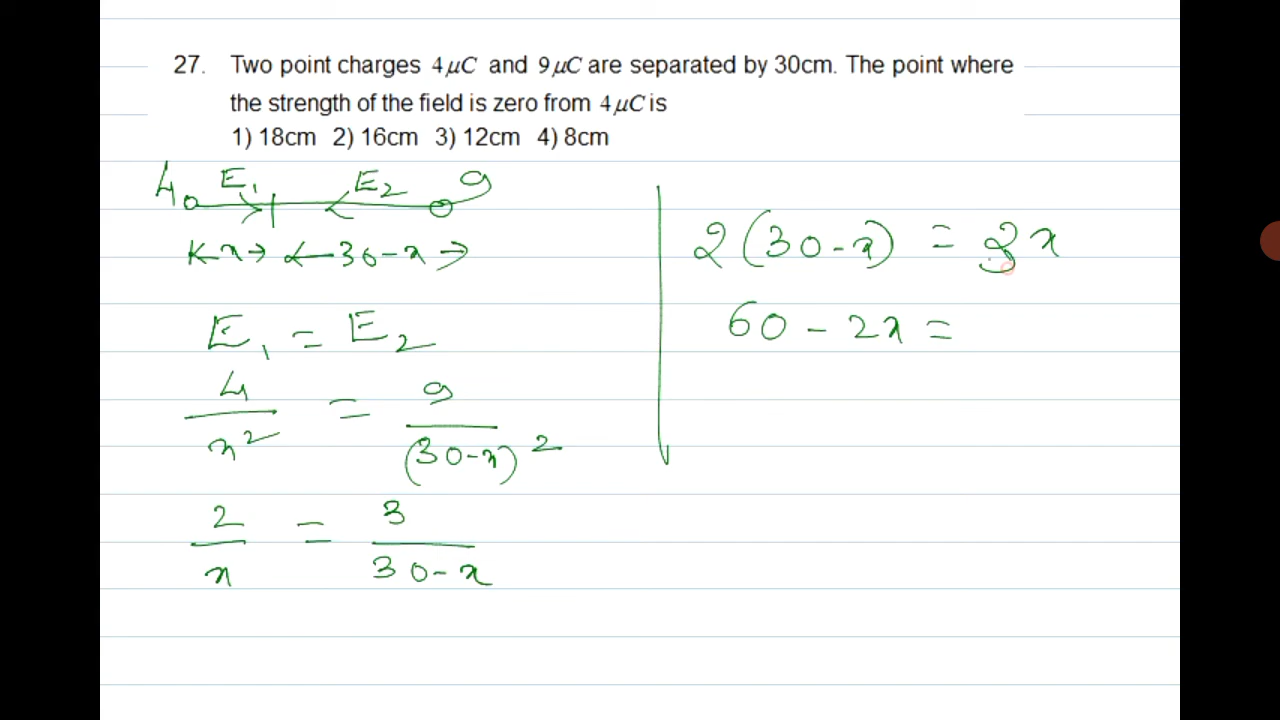 27. Two point charges 4μC and 9μC are separated by 30cm. The point where
the strength of the field is zero from 4μC is
1) 18cm 2) 16cm 3) 12cm 4) 8cm
4 E₁ E₂ 9
x 30-x
E₁ = E₂
4/x² = 9/(30-x)²
2/x = 3/30-x
2(30-x) = 3x
60 - 2x =